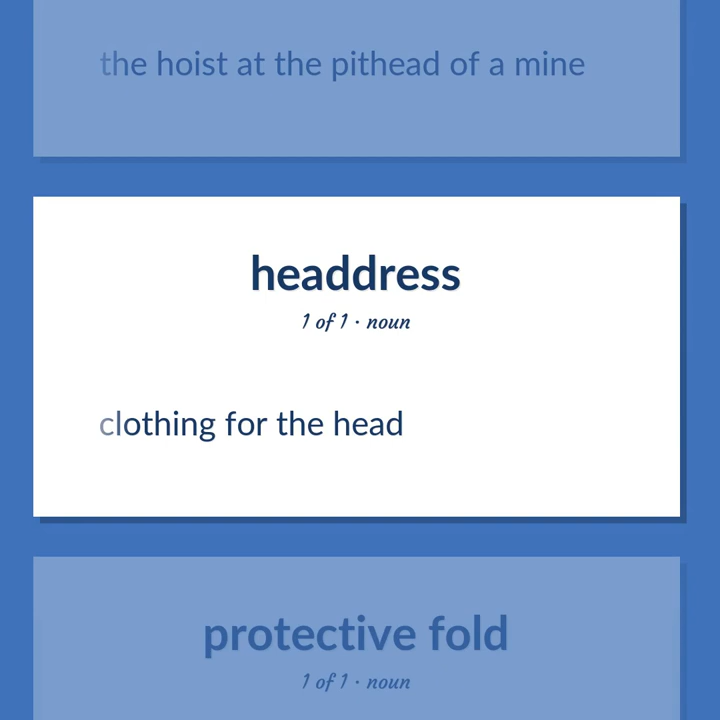 the hoist at the pithead of a mine
headdress
1 of 1 · noun
clothing for the head
protective fold
1 of 1 · noun